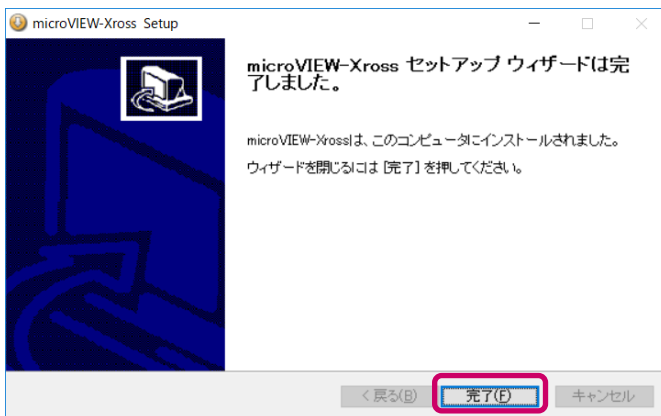 microVIEW-Xross Setup
microVIEW-Xross セットアップ ウィザードは完
了しました。
microVIEW-Xrossは、このコンピュータにインストールされました。
ウィザードを閉じるには [完了] を押してください。
< 戻る(B)
完了(F)
キャンセル